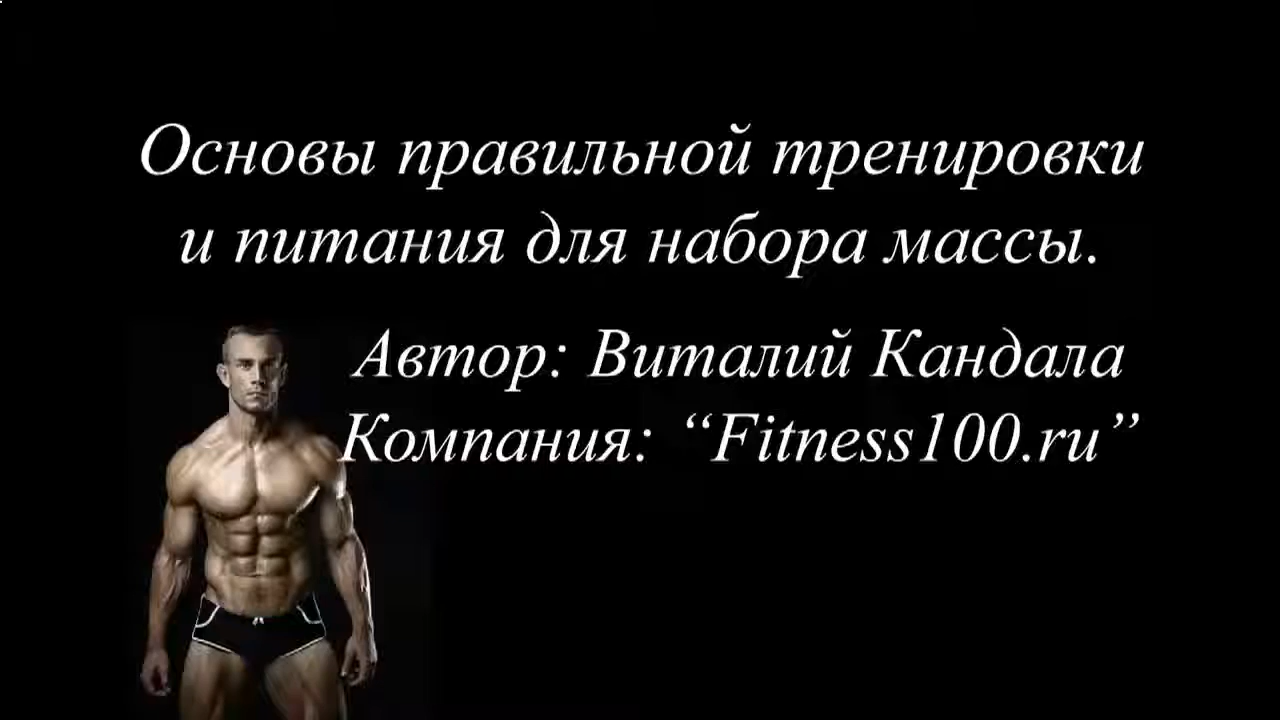 Основы правильной тренировки
и питания для набора массы.
Автор: Виталий Кандала
Компания: “Fitness100.ru”